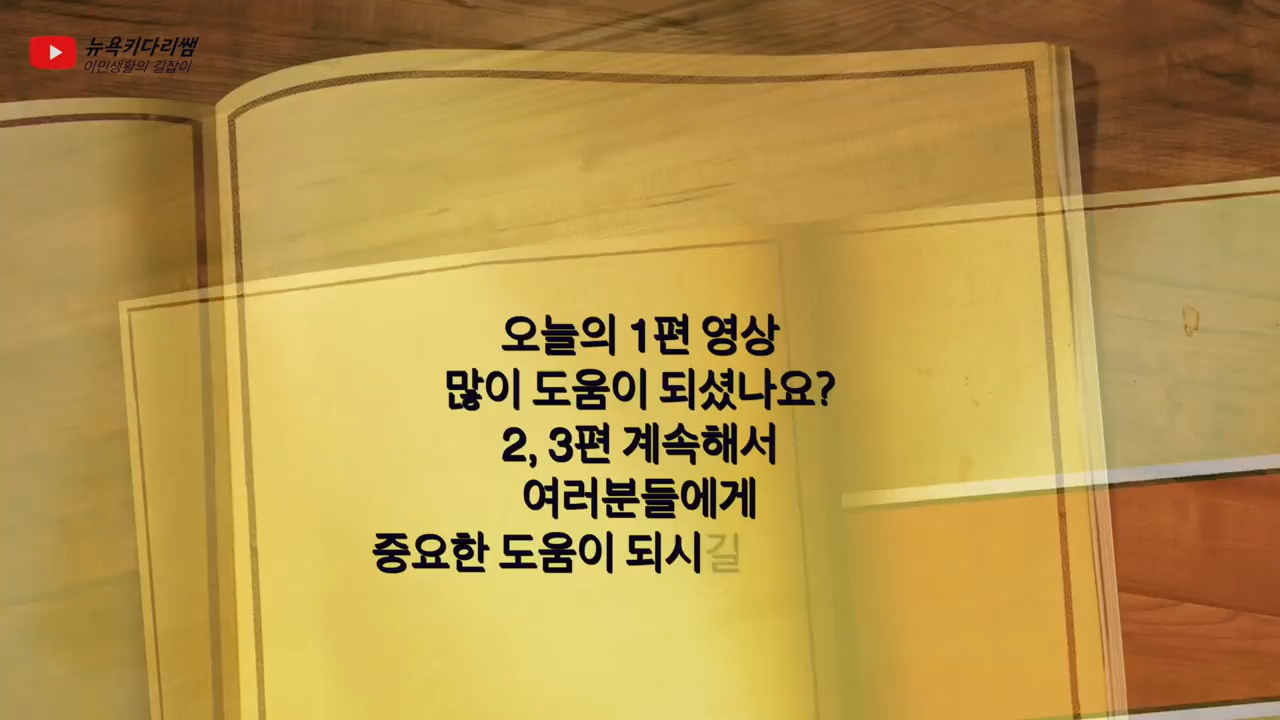 뉴욕키다리쌤
이민생활의 길잡이
오늘의 1편 영상
많이 도움이 되셨나요?
2, 3편 계속해서
여러분들에게
중요한 도움이 되시길